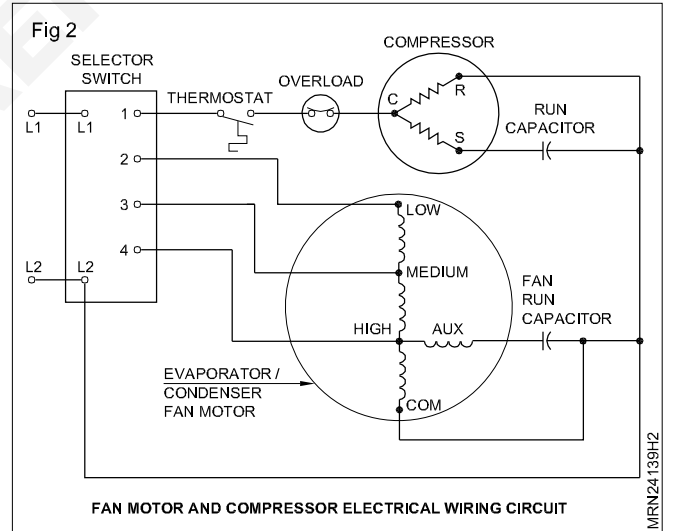 Fig 2
COMPRESSOR
SELECTOR
SWITCH
OVERLOAD
THERMOSTAT
C
R
S
RUN
CAPACITOR
L1
L1
1
2
3
4
L2
L2
LOW
MEDIUM
HIGH
AUX
COM
FAN
RUN
CAPACITOR
EVAPORATOR /
CONDENSER
FAN MOTOR
FAN MOTOR AND COMPRESSOR ELECTRICAL WIRING CIRCUIT
MRN24139H2